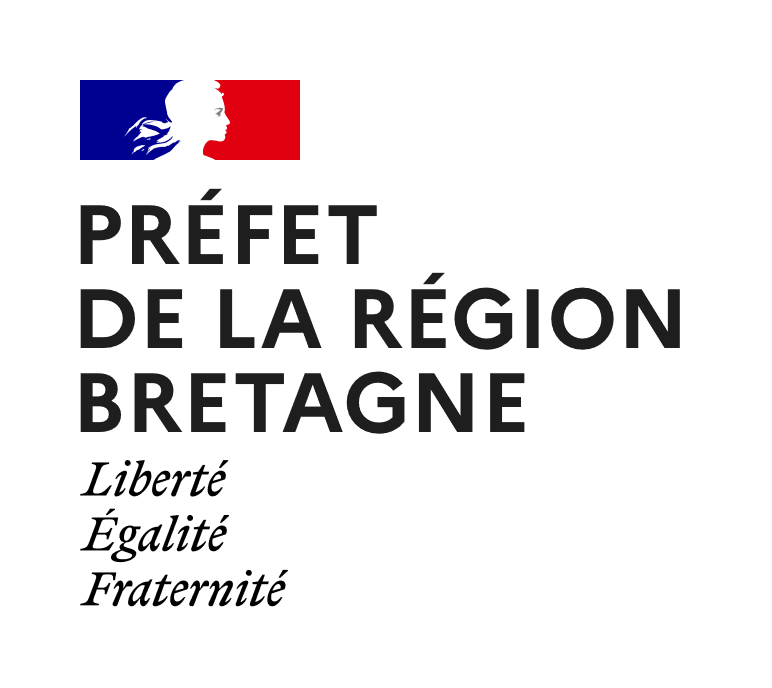 PRÉFET
DE LA RÉGION
BRETAGNE
Liberté
Égalité
Fraternité